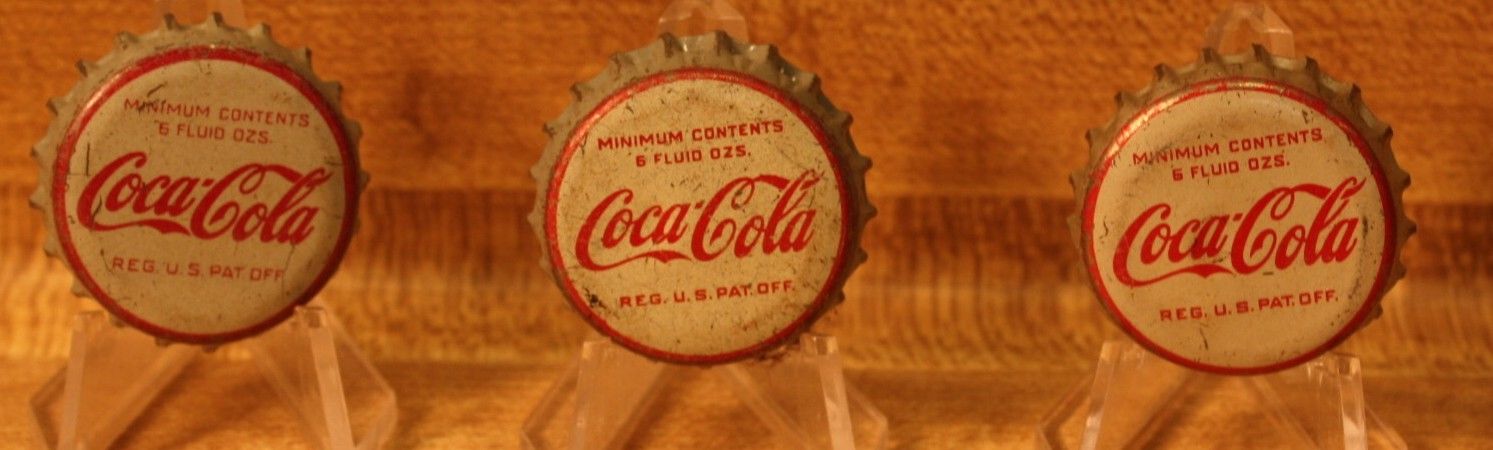 MINIMUM CONTENTS
6 FLUID OZS.
Coca-Cola
REG. U.S. PAT. OFF.
MINIMUM CONTENTS
6 FLUID OZS.
Coca-Cola
REG. U.S. PAT. OFF.
MINIMUM CONTENTS
6 FLUID OZS.
Coca-Cola
REG. U.S. PAT. OFF.